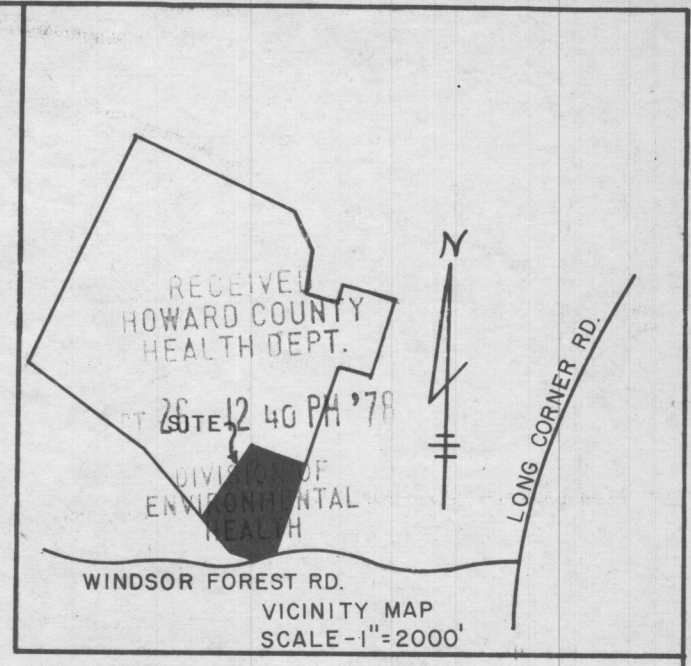 N
RECEIVED
HOWARD COUNTY
HEALTH DEPT.
LONG CORNER RD.
26 12 40 PM '78
SITE
DIVISION OF
ENVIRONMENTAL
HEALTH
WINDSOR FOREST RD.
VICINITY MAP
SCALE-1"=2000'